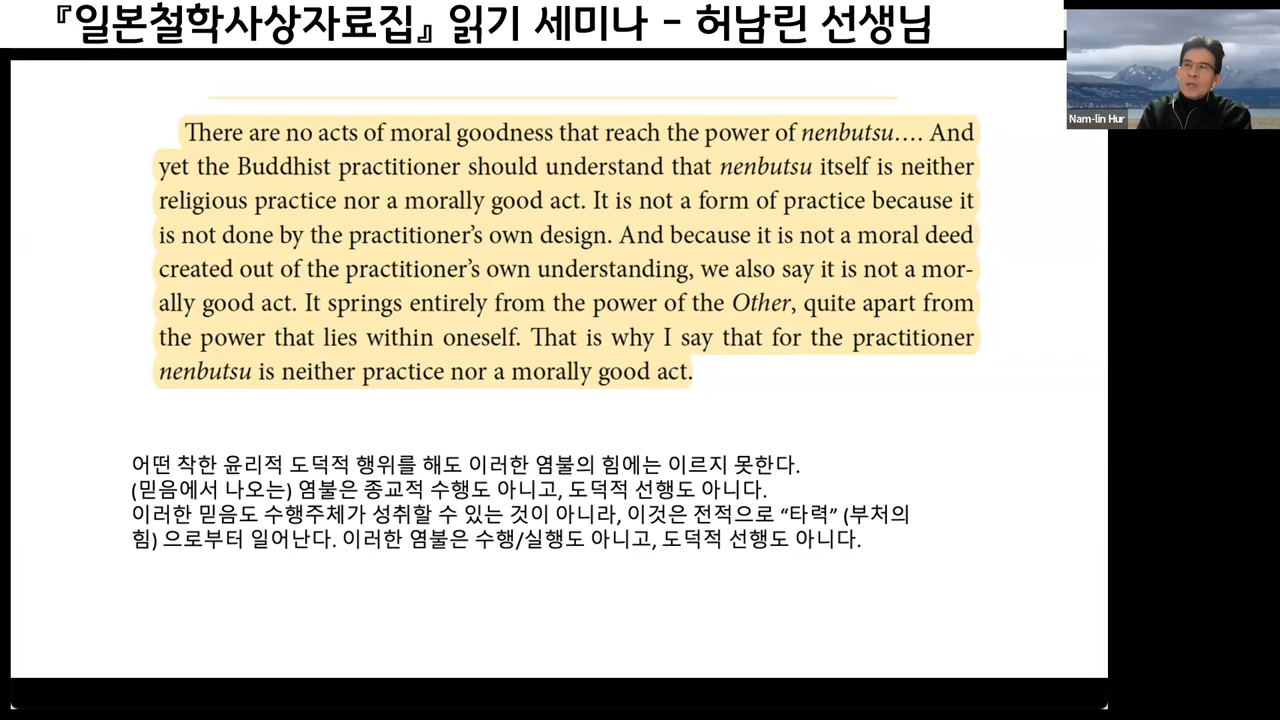 『일본철학사상자료집』 읽기 세미나 - 허남린 선생님
Nam-lin Hur
There are no acts of moral goodness that reach the power of nenbutsu.... And
yet the Buddhist practitioner should understand that nenbutsu itself is neither
religious practice nor a morally good act. It is not a form of practice because it
is not done by the practitioner's own design. And because it is not a moral deed
created out of the practitioner's own understanding, we also say it is not a mor-
ally good act. It springs entirely from the power of the Other, quite apart from
the power that lies within oneself. That is why I say that for the practitioner
nenbutsu is neither practice nor a morally good act.
어떤 착한 윤리적 도덕적 행위를 해도 이러한 염불의 힘에는 이르지 못한다.
(믿음에서 나오는) 염불은 종교적 수행도 아니고, 도덕적 선행도 아니다.
이러한 믿음도 수행주체가 성취할 수 있는 것이 아니라, 이것은 전적으로 “타력” (부처의
힘) 으로부터 일어난다. 이러한 염불은 수행/실행도 아니고, 도덕적 선행도 아니다.